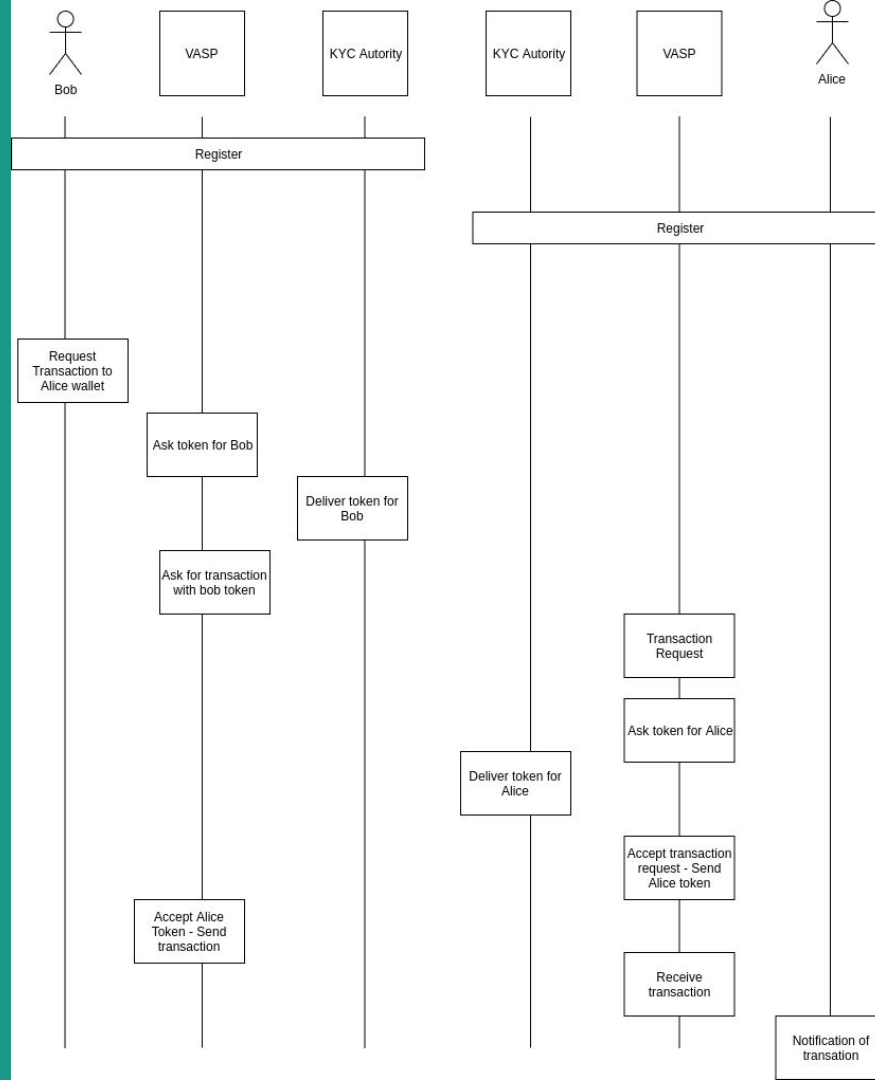 Bob
VASP
KYC Autority
KYC Autority
VASP
Alice
Register
Register
Request
Transaction to
Alice wallet
Ask token for Bob
Deliver token for
Bob
Ask for transaction
with bob token
Transaction
Request
Ask token for Alice
Deliver token for
Alice
Accept transaction
request - Send
Alice token
Accept Alice
Token - Send
transaction
Receive
transaction
Notification of
transation